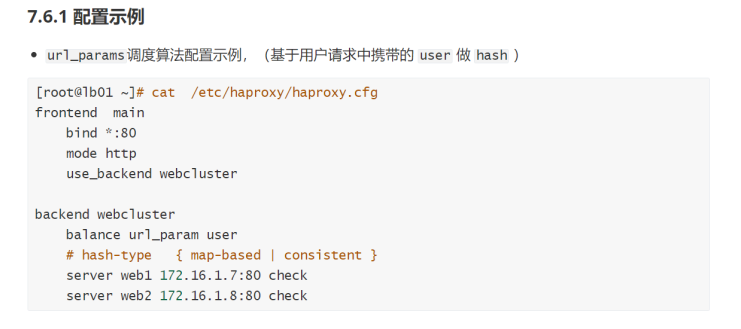 7.6.1 配置示例
• url_params调度算法配置示例，（基于用户请求中携带的 user 做 hash ）
[root@lb01 ~]# cat  /etc/haproxy/haproxy.cfg
frontend  main
    bind *:80
    mode http
    use_backend webcluster

backend webcluster
    balance url_param user
    # hash-type   { map-based | consistent }
    server web1 172.16.1.7:80 check
    server web2 172.16.1.8:80 check